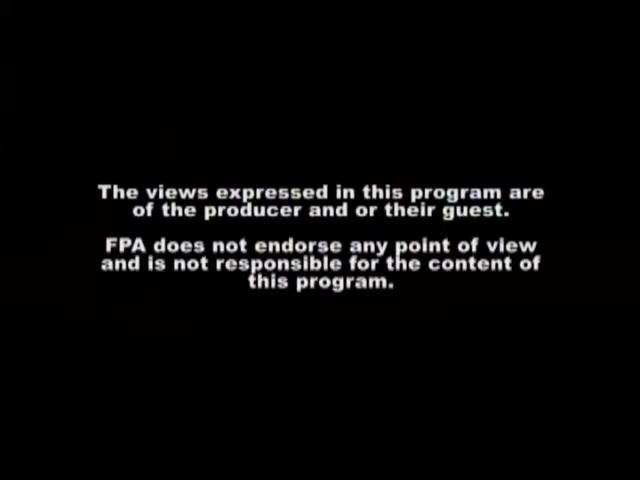 The views expressed in this program are
of the producer and or their guest.
FPA does not endorse any point of view
and is not responsible for the content of
this program.